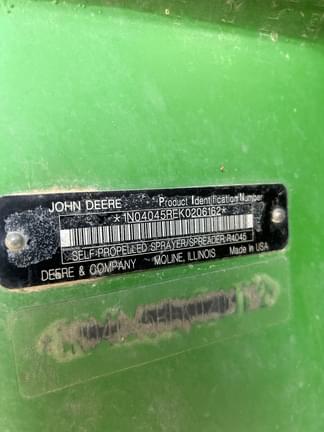 JOHN DEERE Product Identification Number
*1N04045REK0206162*
*SELF-PROPELLED SPRAYER/SPREADER-R4045
DEERE & COMPANY MOLINE, ILLINOIS Made in USA